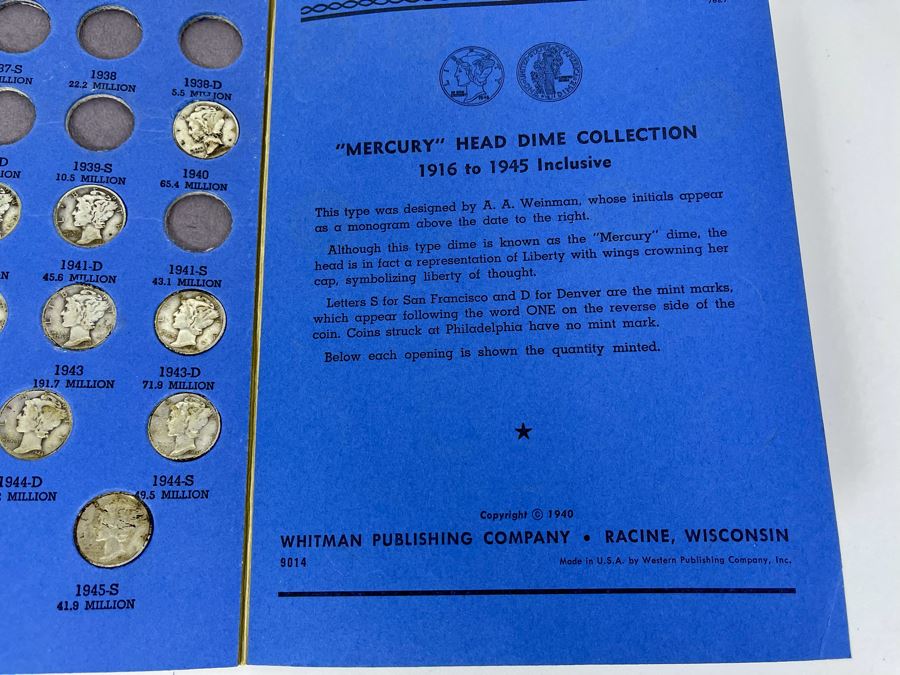 1938
22.2 MILLION
1938-D
5.5 MILLION
1939-S
10.5 MILLION
1940
65.4 MILLION
1941-D
45.6 MILLION
1941-S
43.1 MILLION
1943
191.7 MILLION
1943-D
71.9 MILLION
1944-D
MILLION
1944-S
49.5 MILLION
1945-S
41.9 MILLION
"MERCURY" HEAD DIME COLLECTION
1916 to 1945 Inclusive
This type was designed by A. A. Weinman, whose initials appear
as a monogram above the date to the right.
Although this type dime is known as the "Mercury" dime, the
head is in fact a representation of Liberty with wings crowning her
cap, symbolizing liberty of thought.
Letters S for San Francisco and D for Denver are the mint marks,
which appear following the word ONE on the reverse side of the
coin. Coins struck at Philadelphia have no mint mark.
Below each opening is shown the quantity minted.
Copyright © 1940
WHITMAN PUBLISHING COMPANY • RACINE, WISCONSIN
9014
Made in U.S.A. by Western Publishing Company, Inc.